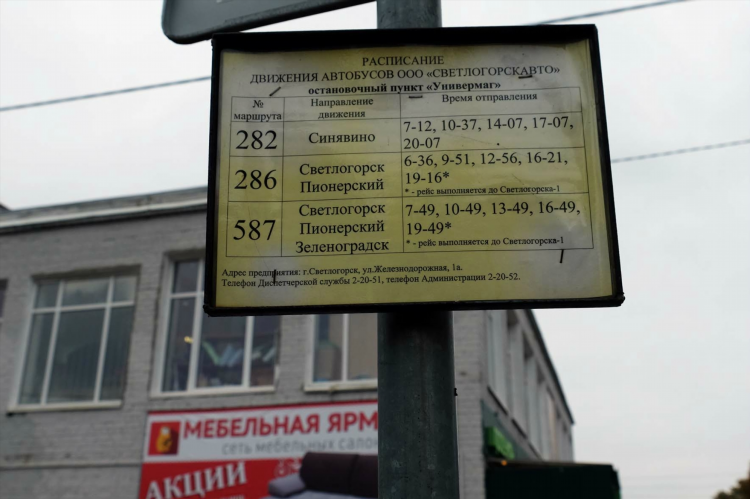 РАСПИСАНИЕ
ДВИЖЕНИЯ АВТОБУСОВ ООО «СВЕТЛОГОРСКАВТО»
остановочный пункт «Универмаг»
№ маршрута Направление движения Время отправления
282 Синявино 7-12, 10-37, 14-07, 17-07,
20-07
286 Светлогорск Пионерский 6-36, 9-51, 12-56, 16-21,
19-16*
* - рейс выполняется до Светлогорска-1
587 Светлогорск Пионерский Зеленоградск 7-49, 10-49, 13-49, 16-49,
19-49*
* - рейс выполняется до Светлогорска-1
Адрес предприятия: г.Светлогорск, ул.Железнодорожная, 1а.
Телефон Диспетчерской службы 2-20-51, телефон Администрации 2-20-52.
МЕБЕЛЬНАЯ ЯРМ
сеть мебельных сало
АКЦИИ
fotki.yandex.ru